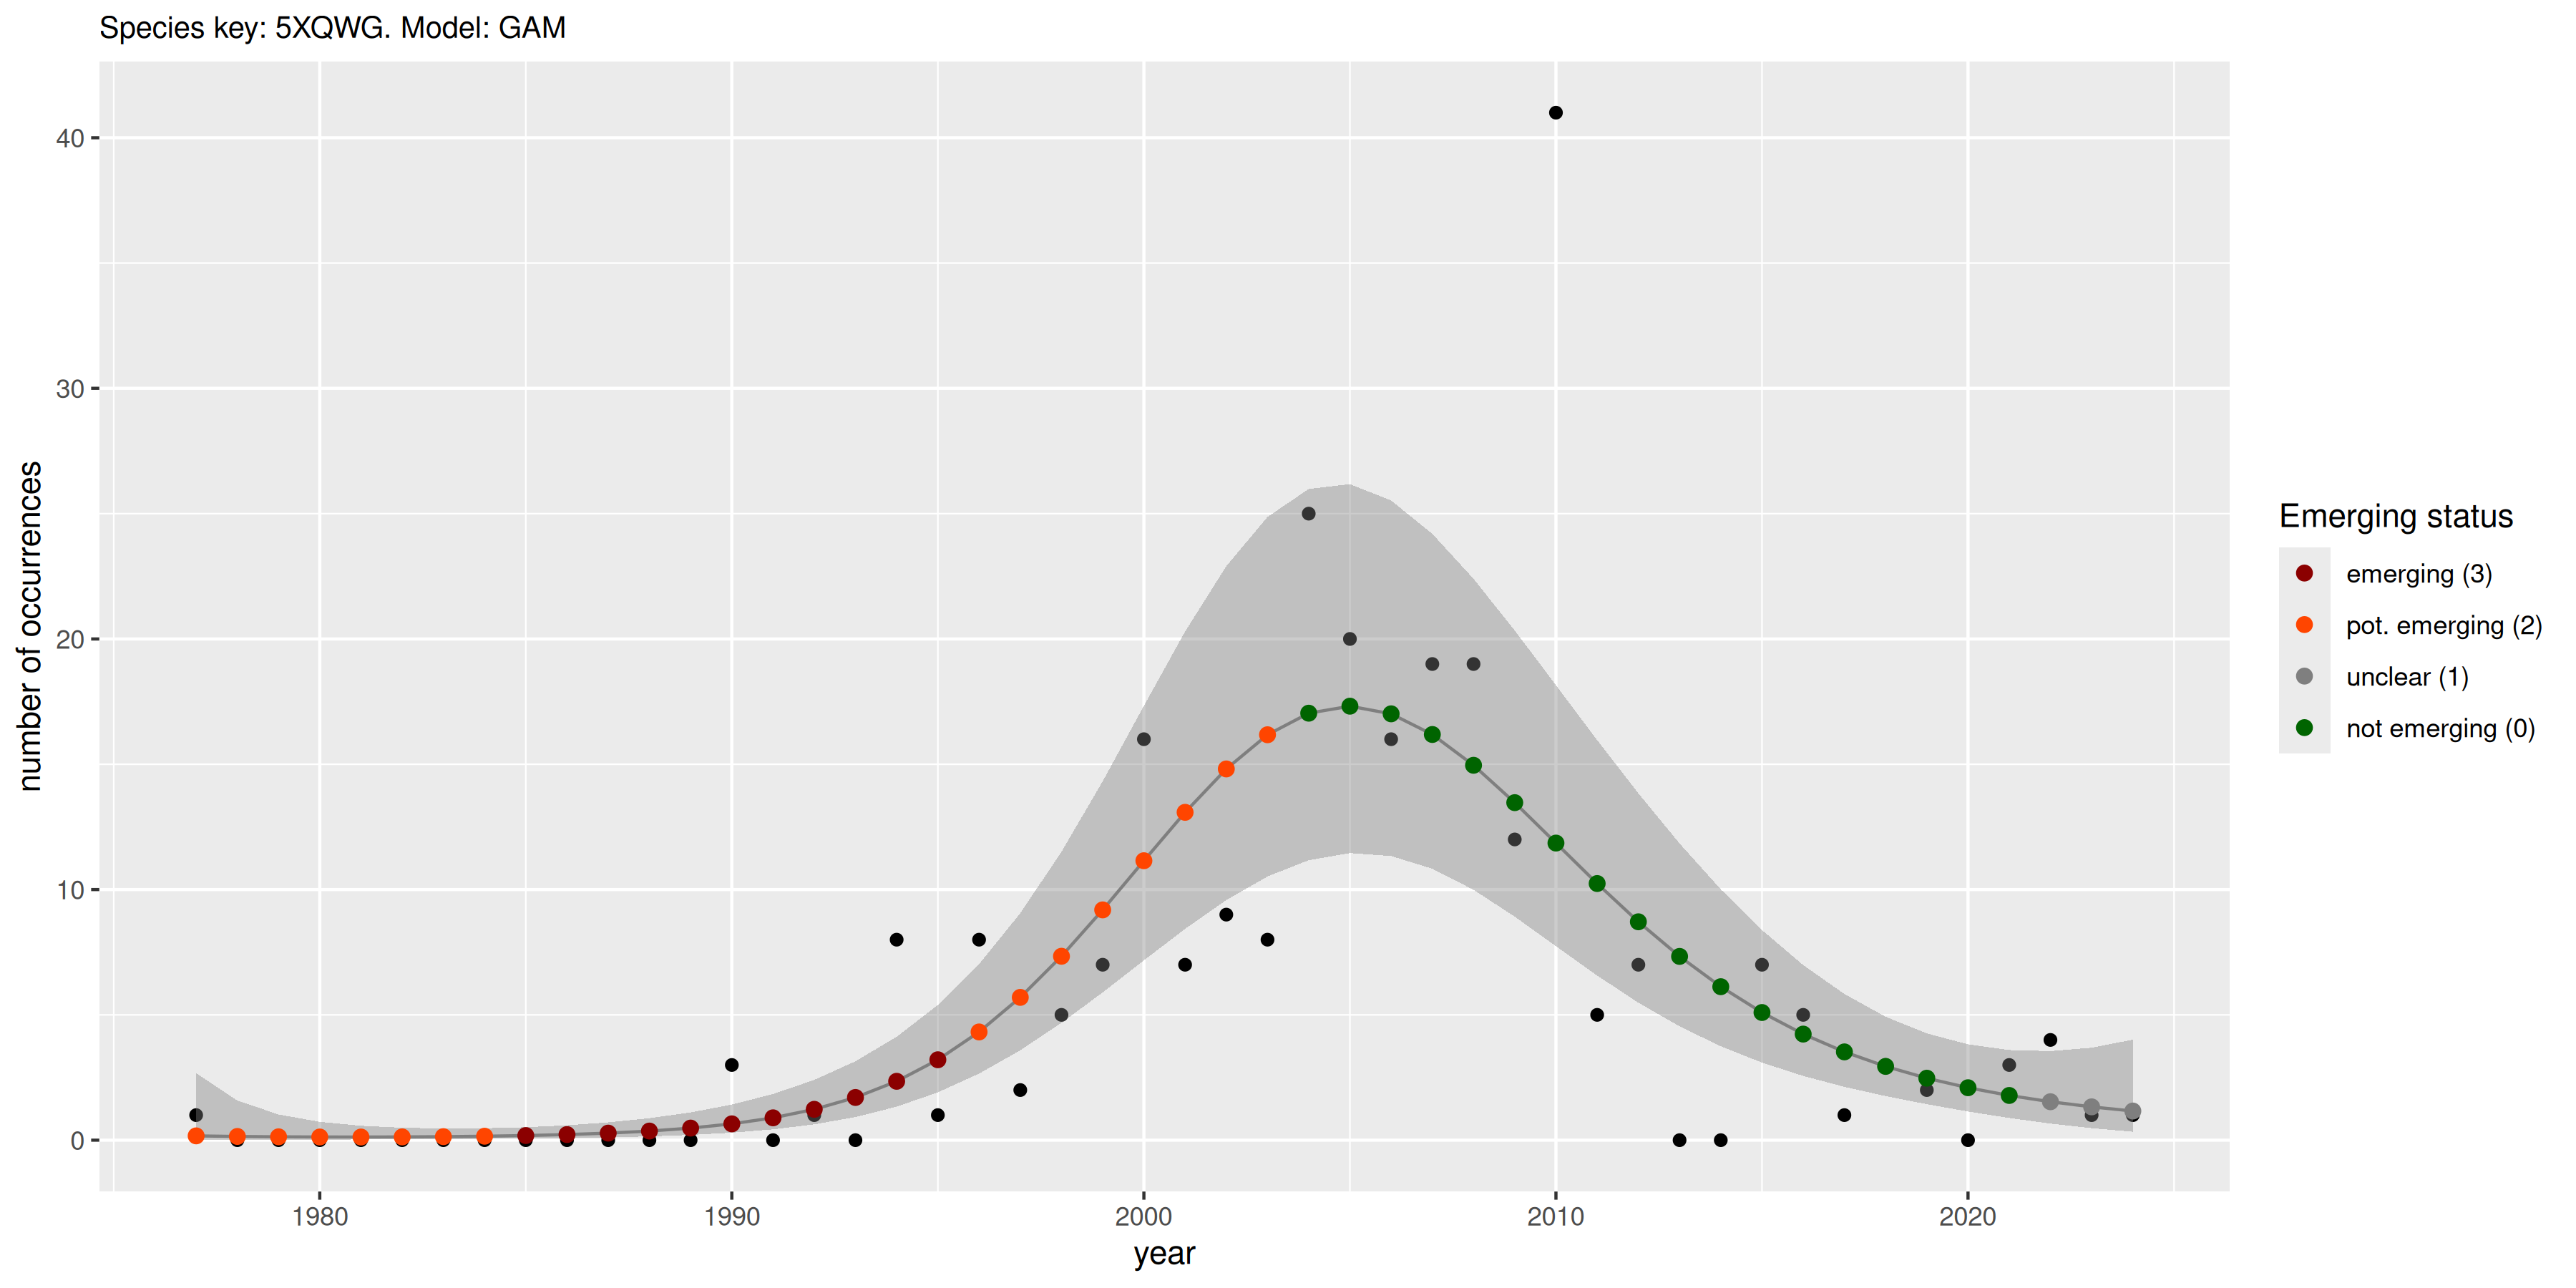 Species key: 5XQWG. Model: GAM
40
30
20
10
0
number of occurrences
1980
1990
2000
2010
2020
year
Emerging status
emerging (3)
pot. emerging (2)
unclear (1)
not emerging (0)